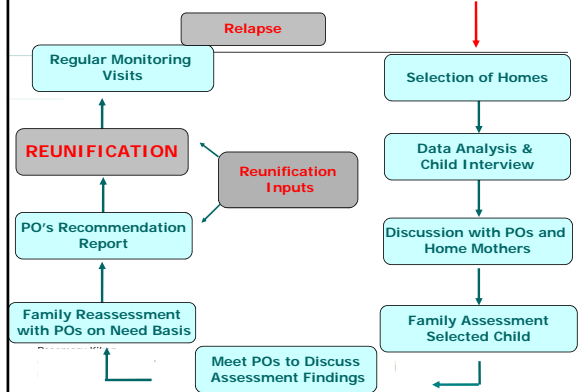 Relapse
Regular Monitoring
Visits
Selection of Homes
REUNIFICATION
Data Analysis &
Child Interview
Reunification
Inputs
PO's Recommendation
Report
Discussion with POs and
Home Mothers
Family Reassessment
with POs on Need Basis
Family Assessment
Selected Child
Meet POs to Discuss
Assessment Findings